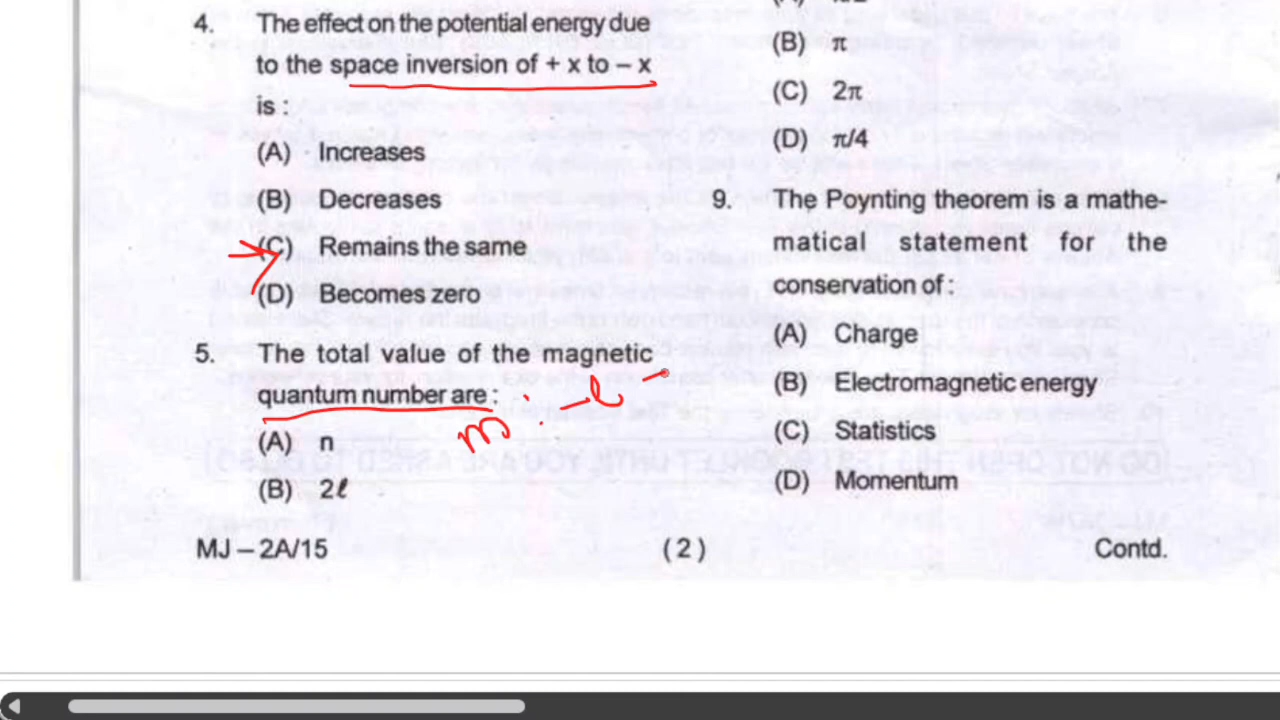 4. The effect on the potential energy due
to the space inversion of + x to – x
is :
(A) Increases
(B) Decreases
(C) Remains the same
(D) Becomes zero
5. The total value of the magnetic
quantum number are :
m : –l –
(A) n
(B) 2ℓ
(B) π
(C) 2π
(D) π/4
9. The Poynting theorem is a mathe-
matical statement for the
conservation of :
(A) Charge
(B) Electromagnetic energy
(C) Statistics
(D) Momentum
MJ – 2A/15 (2) Contd.